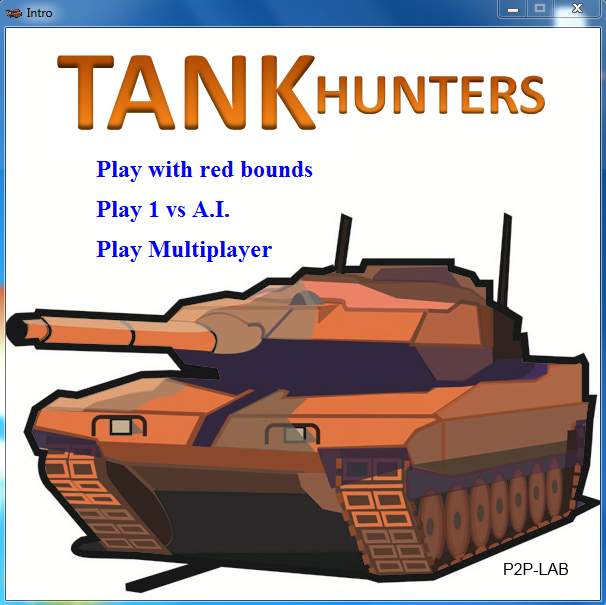 Intro
TANK HUNTERS
Play with red bounds
Play 1 vs A.I.
Play Multiplayer
P2P-LAB